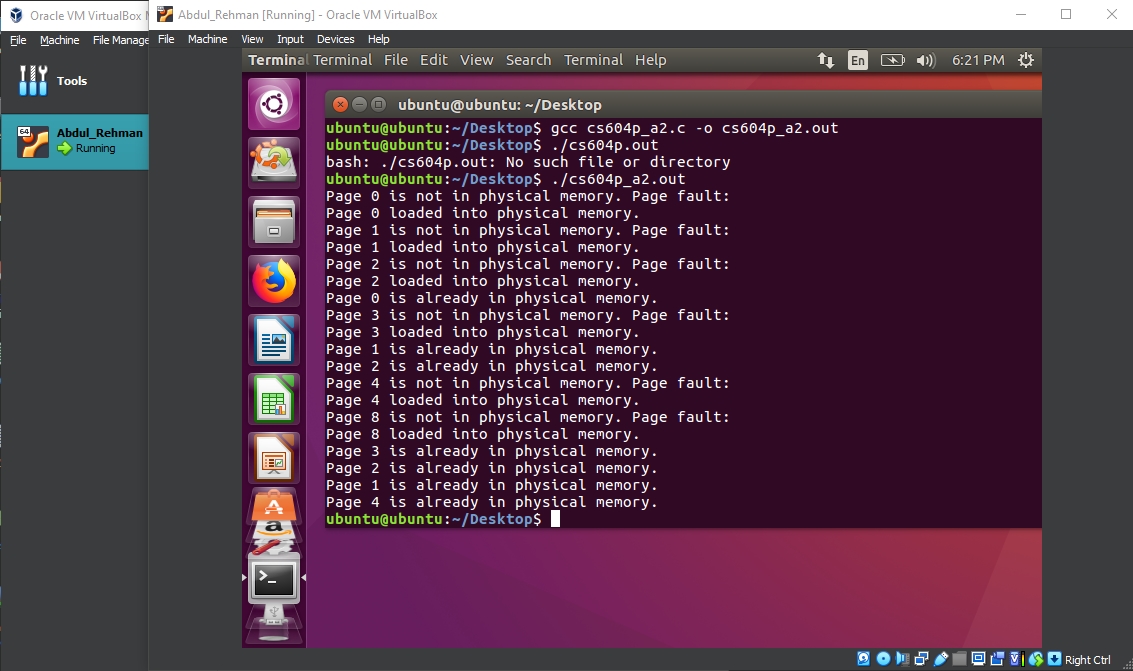 Oracle VM VirtualBox
Abdul_Rehman [Running] - Oracle VM VirtualBox
File Machine File Manage
File Machine View Input Devices Help
Terminal Terminal File Edit View Search Terminal Help
En
6:21 PM
Tools
64
Abdul_Rehman
Running
ubuntu@ubuntu: ~/Desktop
ubuntu@ubuntu:~/Desktop$ gcc cs604p_a2.c -o cs604p_a2.out
ubuntu@ubuntu:~/Desktop$ ./cs604p.out
bash: ./cs604p.out: No such file or directory
ubuntu@ubuntu:~/Desktop$ ./cs604p_a2.out
Page 0 is not in physical memory. Page fault:
Page 0 loaded into physical memory.
Page 1 is not in physical memory. Page fault:
Page 1 loaded into physical memory.
Page 2 is not in physical memory. Page fault:
Page 2 loaded into physical memory.
Page 0 is already in physical memory.
Page 3 is not in physical memory. Page fault:
Page 3 loaded into physical memory.
Page 1 is already in physical memory.
Page 2 is already in physical memory.
Page 4 is not in physical memory. Page fault:
Page 4 loaded into physical memory.
Page 8 is not in physical memory. Page fault:
Page 8 loaded into physical memory.
Page 3 is already in physical memory.
Page 2 is already in physical memory.
Page 1 is already in physical memory.
Page 4 is already in physical memory.
ubuntu@ubuntu:~/Desktop$
Right Ctrl